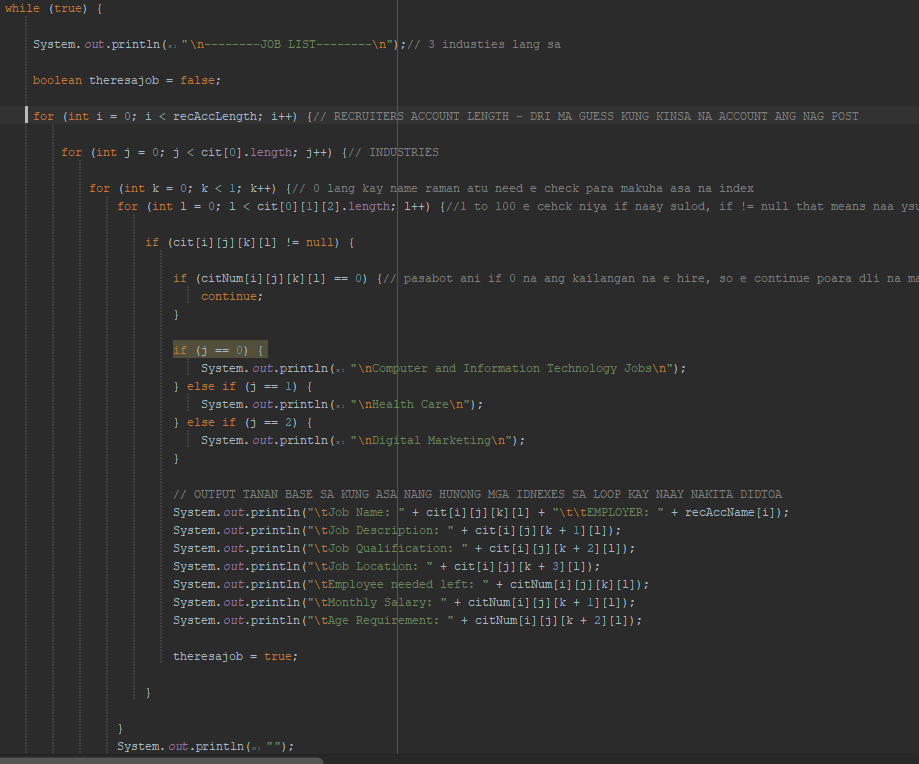 while (true) {
System.out.println(x: "\n--------JOB LIST--------\n");// 3 industies lang sa
boolean theresajob = false;
for (int i = 0; i < recAccLength; i++) {// RECRUITERS ACCOUNT LENGTH - DRI MA GUESS KUNG KINSA NA ACCOUNT ANG NAG POST
for (int j = 0; j < cit[0].length; j++) {// INDUSTRIES
for (int k = 0; k < 1; k++) {// 0 lang kay name raman atu need e check para makuha asa na index
for (int l = 0; l < cit[0][1][2].length; l++) {//1 to 100 e cehck niya if naay sulod, if != null that means naa ysu
if (cit[i][j][k][l] != null) {
if (citNum[i][j][k][l] == 0) {// pasabot ani if 0 na ang kailangan na e hire, so e continue poara dli na ma
continue;
}
if (j == 0) {
System.out.println(x: "\nComputer and Information Technology Jobs\n");
} else if (j == 1) {
System.out.println(x: "\nHealth Care\n");
} else if (j == 2) {
System.out.println(x: "\nDigital Marketing\n");
}
// OUTPUT TANAN BASE SA KUNG ASA NANG HUNONG MGA IDNEXES SA LOOP KAY NAAY NAKITA DIDTOA
System.out.println("\tJob Name: " + cit[i][j][k][l] + "\t\tEMPLOYER: " + recAccName[i]);
System.out.println("\tJob Description: " + cit[i][j][k + 1][l]);
System.out.println("\tJob Qualification: " + cit[i][j][k + 2][l]);
System.out.println("\tJob Location: " + cit[i][j][k + 3][l]);
System.out.println("\tEmployee needed left: " + citNum[i][j][k][l]);
System.out.println("\tMonthly Salary: " + citNum[i][j][k + 1][l]);
System.out.println("\tAge Requirement: " + citNum[i][j][k + 2][l]);
theresajob = true;
}
}
System.out.println(x: "");